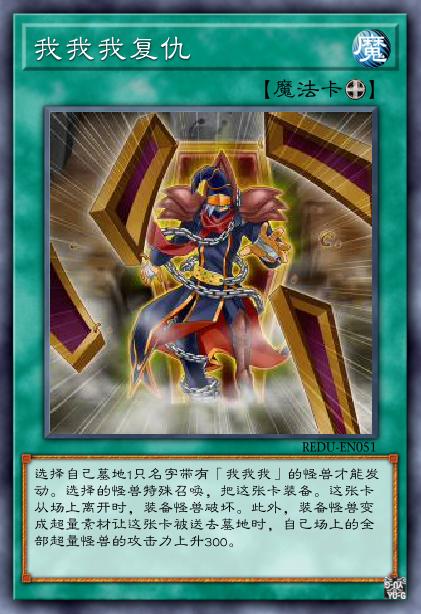 我我我复仇
魔
【魔法卡】
REDU-EN051
选择自己墓地1只名字带有「我我我」的怪兽才能发
动。选择的怪兽特殊召唤，把这张卡装备。这张卡
从场上离开时，装备怪兽破坏。此外，装备怪兽变
成超量素材让这张卡被送去墓地时，自己场上的全
部超量怪兽的攻击力上升300。